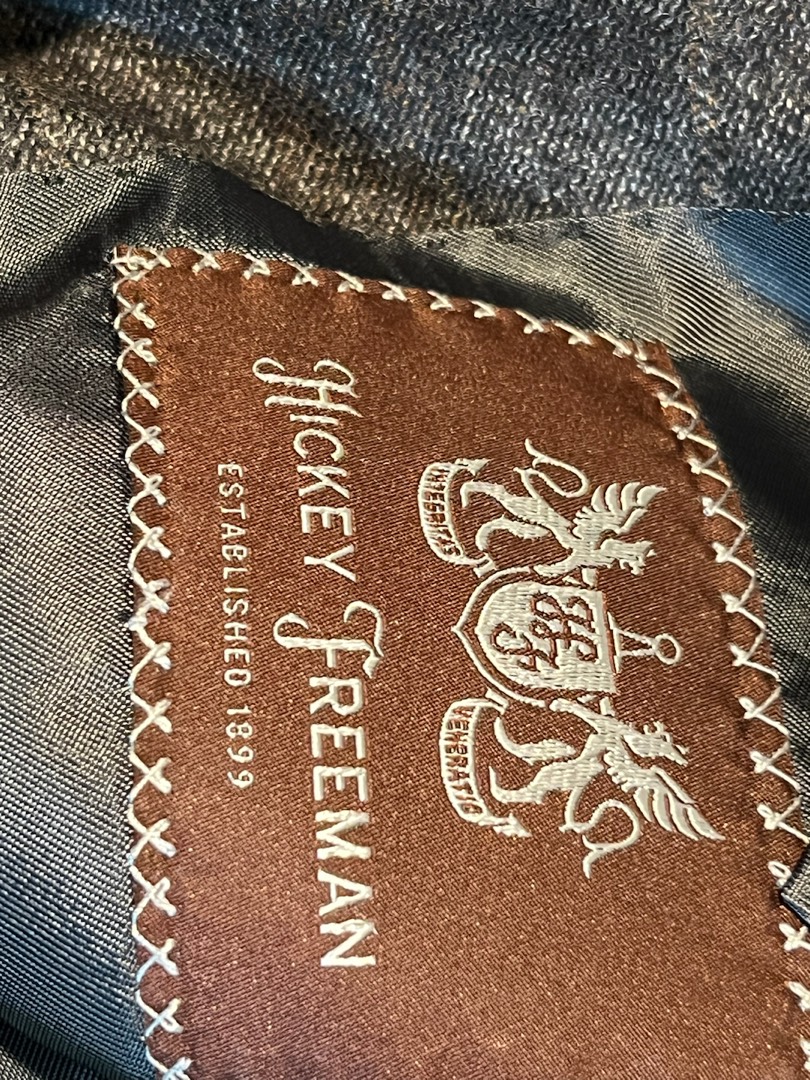 INTEGRITAS
VENERATIO
HICKEY FREEMAN
ESTABLISHED 1899